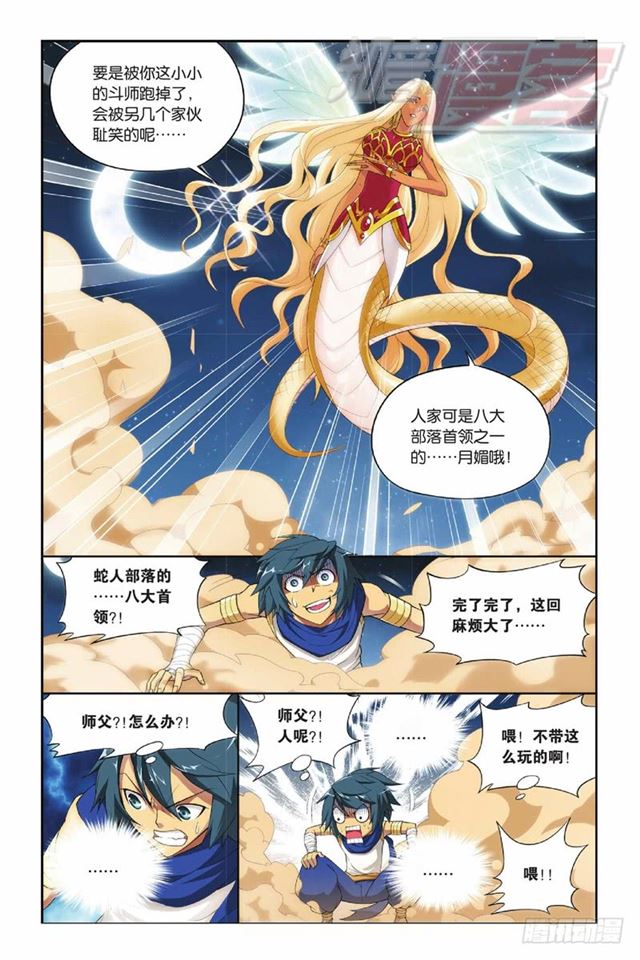 知音漫客
要是被你这小小
的斗师跑掉了，
会被另几个家伙
耻笑的呢……
人家可是八大
部落首领之一
的……月媚哦！
蛇人部落的
……八大首
领？！
完了完了，这回
麻烦大了……
师父？！怎么办？！
……
师父？！
人呢？！
……
喂！不带这
么玩的啊！
喂！！
腾讯动漫